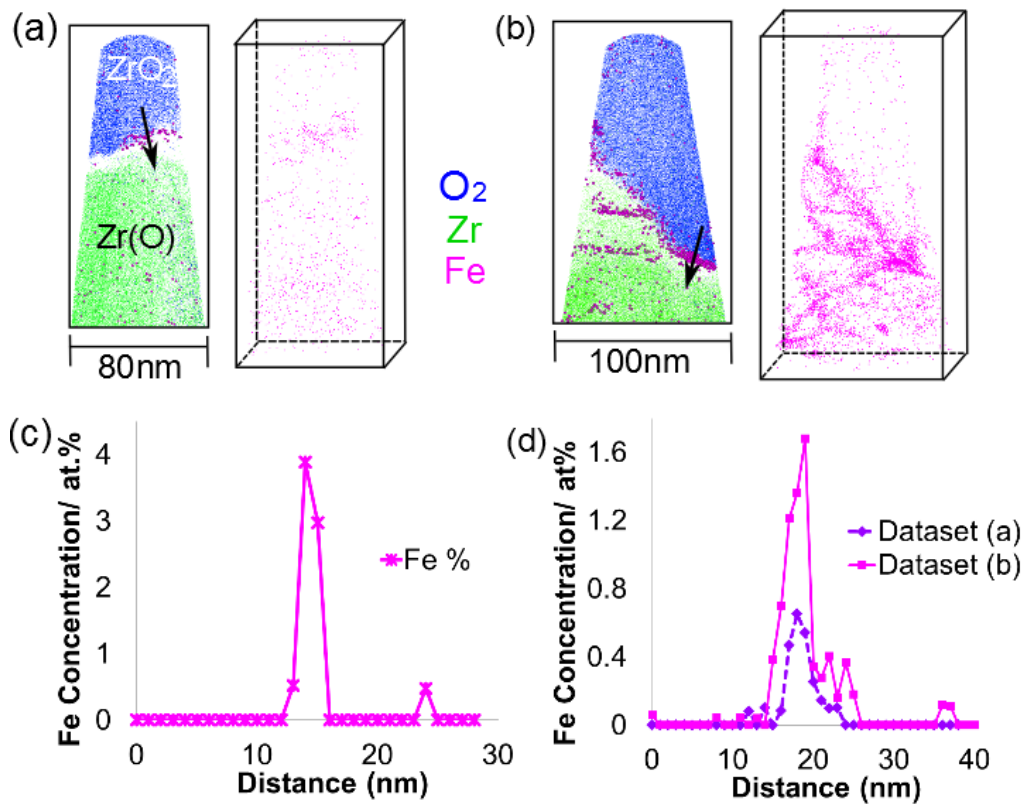 (a)
ZrO2
Zr(O)
80nm
O2
Zr
Fe
(b)
100nm
(c)
Fe Concentration/ at.%
4
3
2
1
0
0
10
20
30
Distance (nm)
Fe %
(d)
Fe Concentration/ at%
1.6
1.2
0.8
0.4
0
0
10
20
30
40
Distance (nm)
Dataset (a)
Dataset (b)